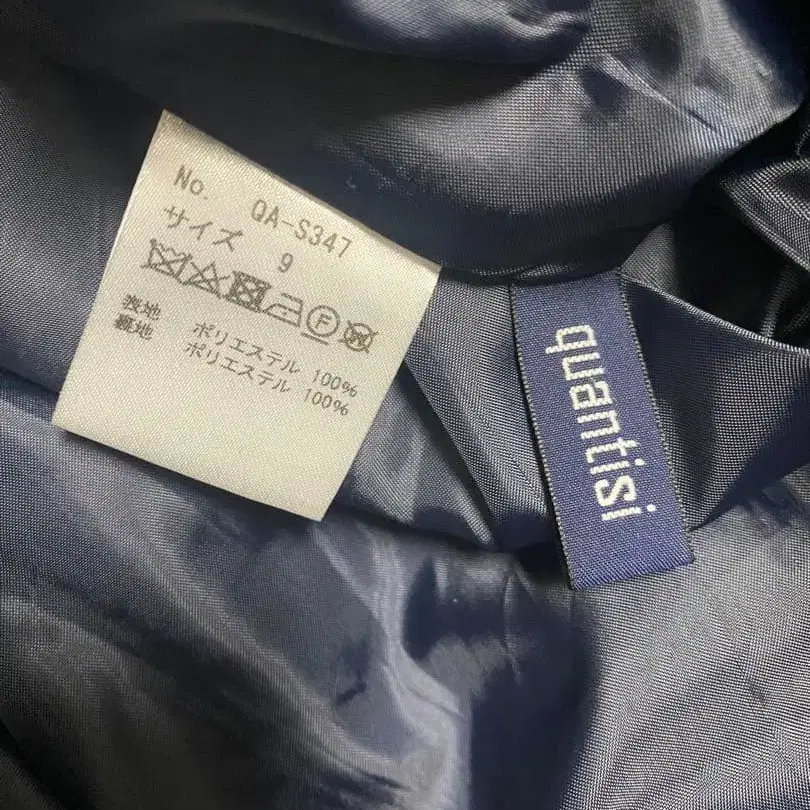 No. QA-S347
サイズ 9
F W
表地 ポリエステル 100%
裏地 ポリエステル 100%
quantisi